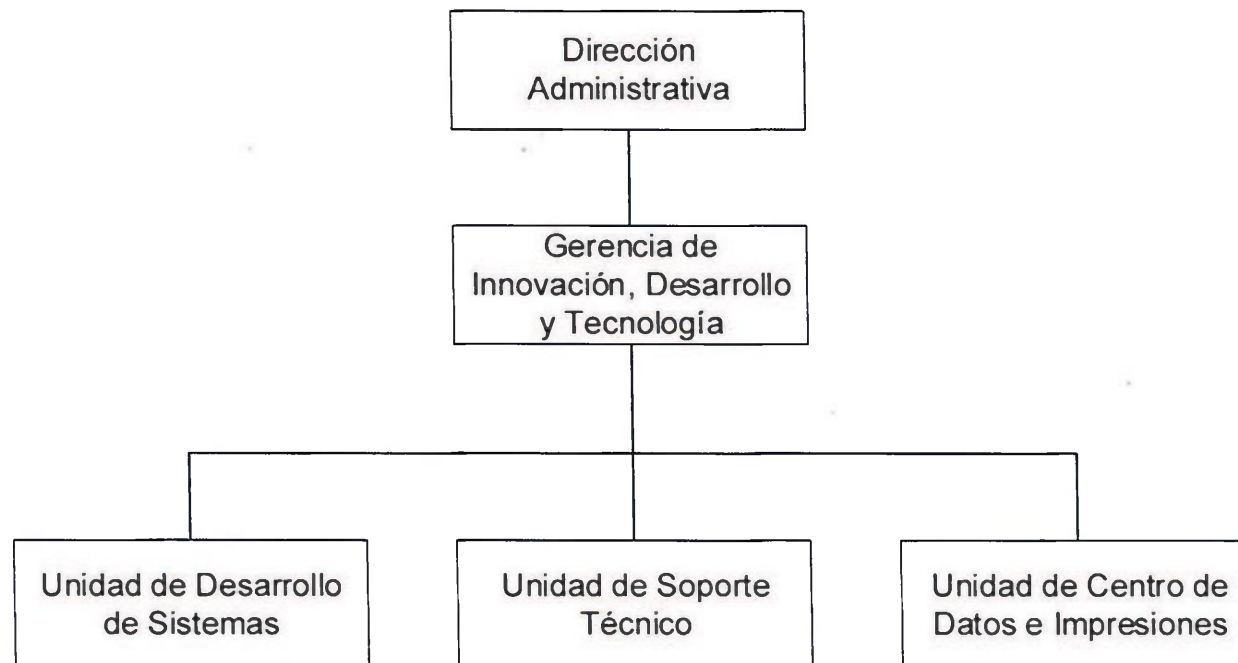 Dirección
Administrativa
Gerencia de
Innovación, Desarrollo
y Tecnología
Unidad de Desarrollo
de Sistemas
Unidad de Soporte
Técnico
Unidad de Centro de
Datos e Impresiones